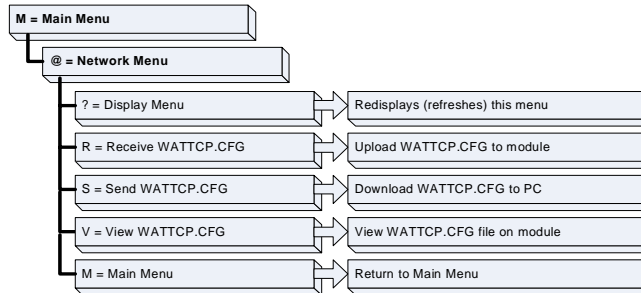 M = Main Menu
@ = Network Menu
? = Display Menu
Redisplays (refreshes) this menu
R = Receive WATTCP.CFG
Upload WATTCP.CFG to module
S = Send WATTCP.CFG
Download WATTCP.CFG to PC
V = View WATTCP.CFG
View WATTCP.CFG file on module
M = Main Menu
Return to Main Menu